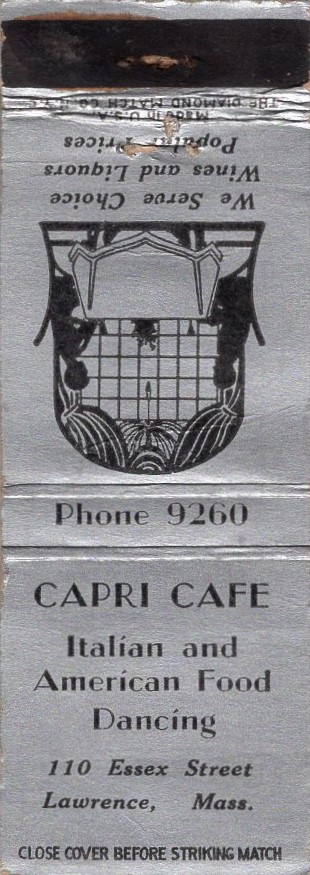 THE DIAMOND MATCH CO. N.Y.C.
MADE IN U.S.A.
We Serve Choice
Wines and Liquors
Popular Prices
Phone 9260
CAPRI CAFE
Italian and
American Food
Dancing
110 Essex Street
Lawrence, Mass.
CLOSE COVER BEFORE STRIKING MATCH